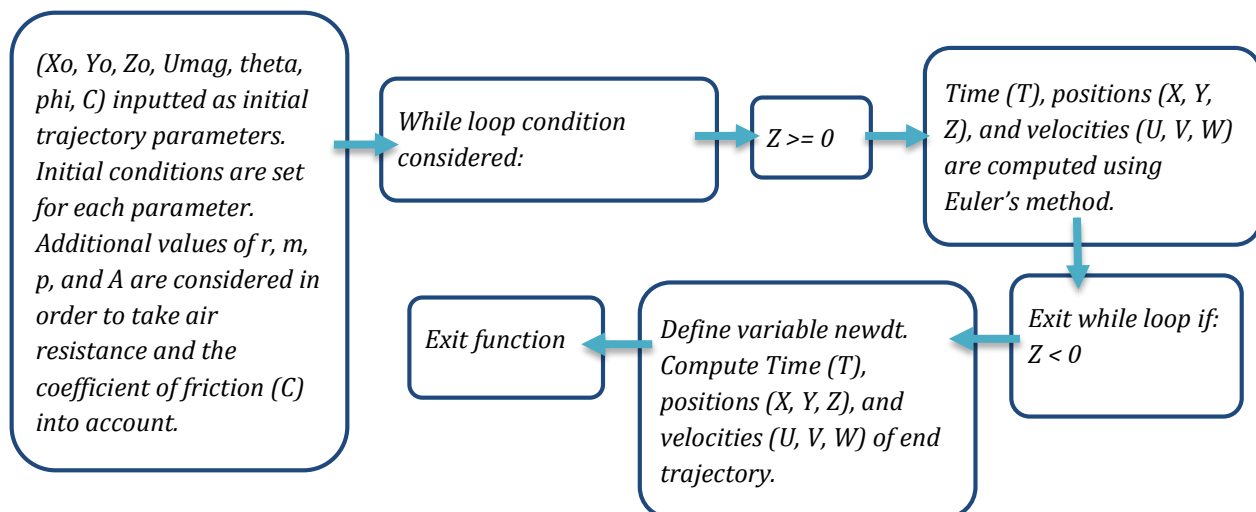 (Xo, Yo, Zo, Umag, theta,
phi, C) inputted as initial
trajectory parameters.
Initial conditions are set
for each parameter.
Additional values of r, m,
p, and A are considered in
order to take air
resistance and the
coefficient of friction (C)
into account.
While loop condition
considered:
Z >= 0
Time (T), positions (X, Y,
Z), and velocities (U, V, W)
are computed using
Euler’s method.
Exit while loop if:
Z < 0
Define variable newdt.
Compute Time (T),
positions (X, Y, Z), and
velocities (U, V, W) of end
trajectory.
Exit function